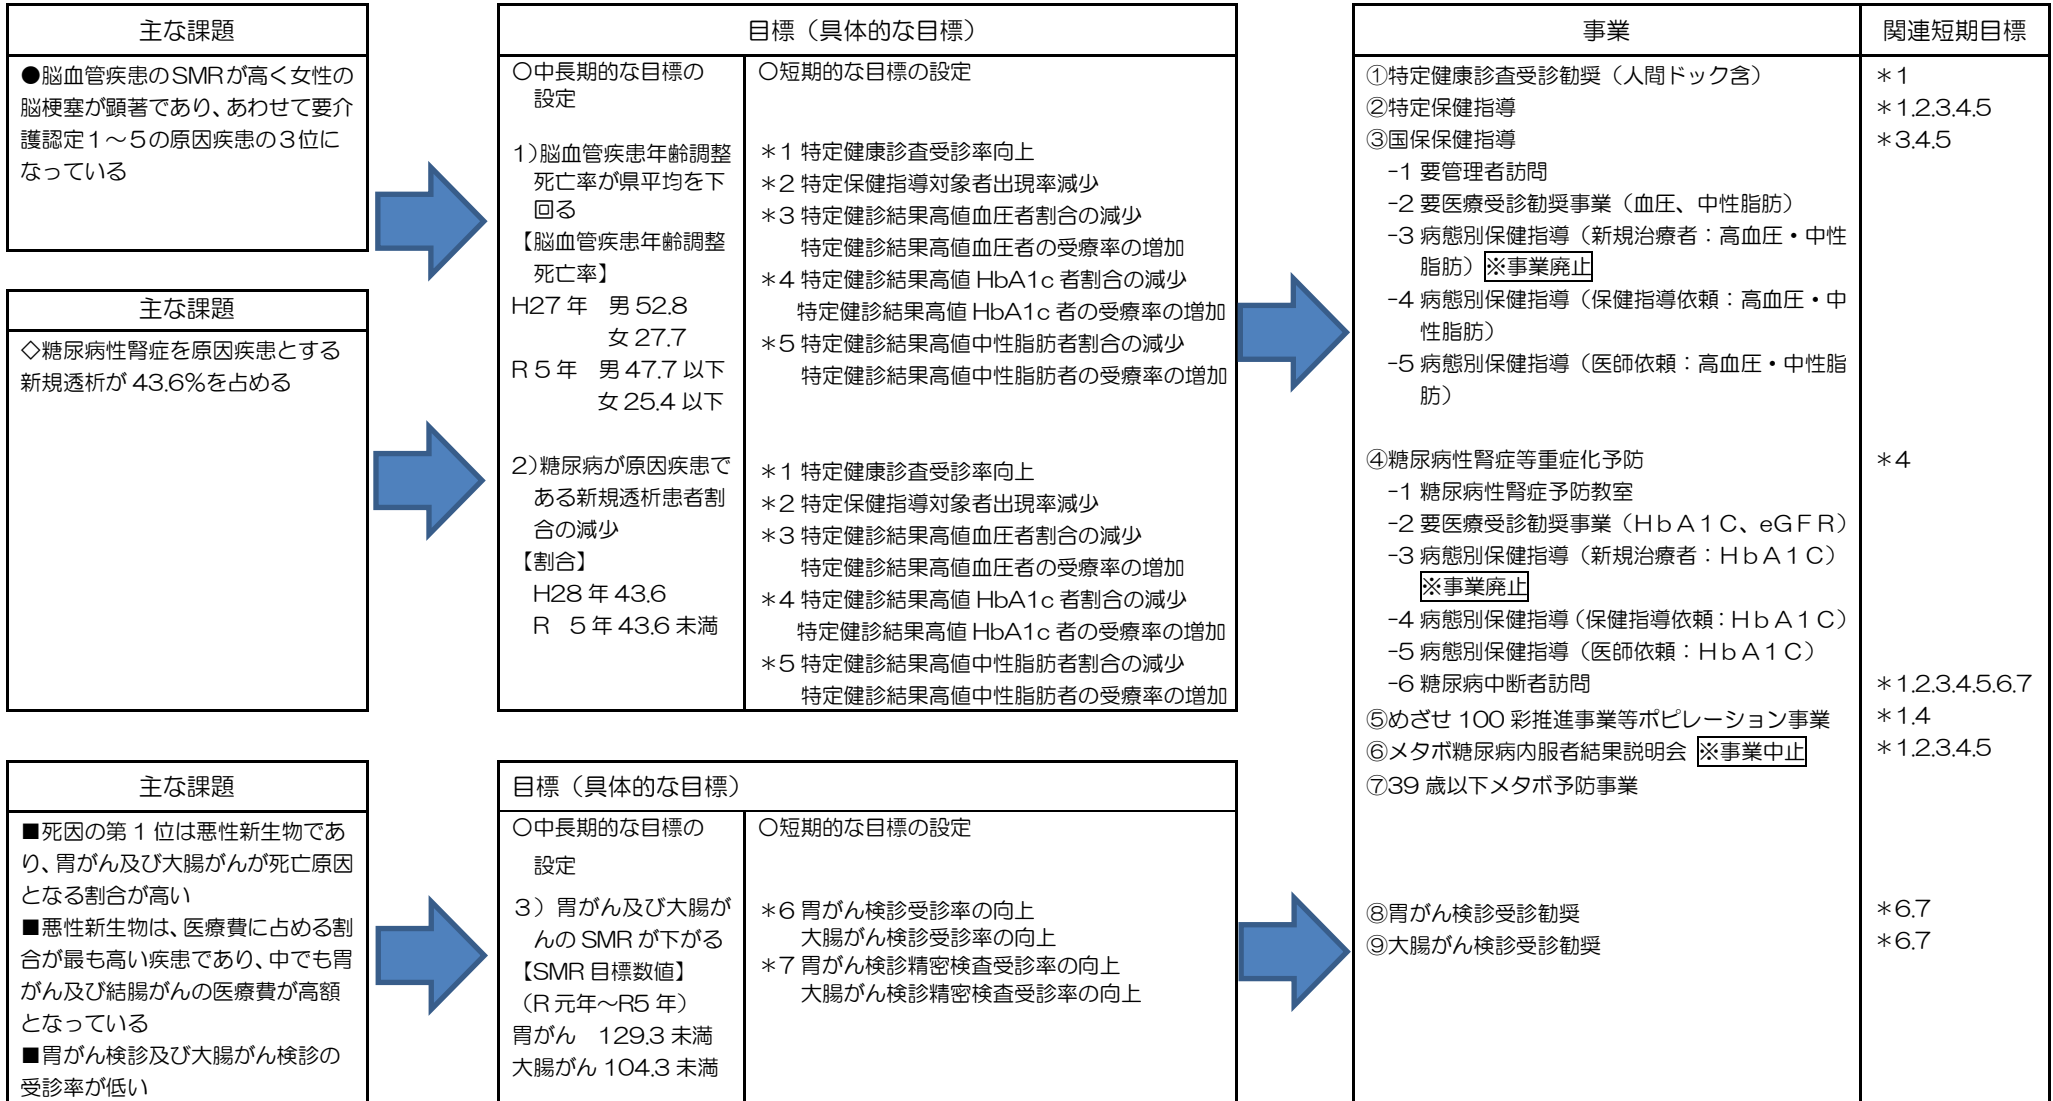 主な課題
●脳血管疾患のSMRが高く女性の
脳梗塞が顕著であり、あわせて要介
護認定1～5の原因疾患の3位に
なっている
主な課題
◇糖尿病性腎症を原因疾患とする
新規透析が 43.6%を占める
目標（具体的な目標）
〇中長期的な目標の
設定
1）脳血管疾患年齢調整
死亡率が県平均を下
回る
【脳血管疾患年齢調整
死亡率】
H27 年　男 52.8
女 27.7
R 5 年　男 47.7 以下
女 25.4 以下
2）糖尿病が原因疾患で
ある新規透析患者割
合の減少
【割合】
H28 年 43.6
R　5 年 43.6 未満
〇短期的な目標の設定
＊1 特定健康診査受診率向上
＊2 特定保健指導対象者出現率減少
＊3 特定健診結果高値血圧者割合の減少
特定健診結果高値血圧者の受療率の増加
＊4 特定健診結果高値 HbA1c 者割合の減少
特定健診結果高値 HbA1c 者の受療率の増加
＊5 特定健診結果高値中性脂肪者割合の減少
特定健診結果高値中性脂肪者の受療率の増加
＊1 特定健康診査受診率向上
＊2 特定保健指導対象者出現率減少
＊3 特定健診結果高値血圧者割合の減少
特定健診結果高値血圧者の受療率の増加
＊4 特定健診結果高値 HbA1c 者割合の減少
特定健診結果高値 HbA1c 者の受療率の増加
＊5 特定健診結果高値中性脂肪者割合の減少
特定健診結果高値中性脂肪者の受療率の増加
主な課題
■死因の第 1 位は悪性新生物であ
り、胃がん及び大腸がんが死亡原因
となる割合が高い
■悪性新生物は、医療費に占める割
合が最も高い疾患であり、中でも胃
がん及び結腸がんの医療費が高額
となっている
■胃がん検診及び大腸がん検診の
受診率が低い
目標（具体的な目標）
〇中長期的な目標の
設定
3） 胃がん及び大腸が
んの SMR が下がる
【SMR 目標数値】
（R 元年～R5 年）
胃がん　129.3 未満
大腸がん 104.3 未満
〇短期的な目標の設定
＊6 胃がん検診受診率の向上
大腸がん検診受診率の向上
＊7 胃がん検診精密検査受診率の向上
大腸がん検診精密検査受診率の向上
事業　関連短期目標
①特定健康診査受診勧奨（人間ドック含）　＊1
②特定保健指導　＊1.2.3.4.5
③国保保健指導　＊3.4.5
-1 要管理者訪問
-2 要医療受診勧奨事業（血圧、中性脂肪）
-3 病態別保健指導（新規治療者：高血圧・中性
脂肪）※事業廃止
-4 病態別保健指導（保健指導依頼：高血圧・中
性脂肪）
-5 病態別保健指導（医師依頼：高血圧・中性脂
肪）
④糖尿病性腎症等重症化予防　＊4
-1 糖尿病性腎症予防教室
-2 要医療受診勧奨事業（HｂA1C、eGFR）
-3 病態別保健指導（新規治療者：HｂA1C）
※事業廃止
-4 病態別保健指導（保健指導依頼：HｂA1C）
-5 病態別保健指導（医師依頼：HｂA1C）
-6 糖尿病中断者訪問　＊1.2.3.4.5.6.7
⑤めざせ 100 彩推進事業等ポピレーション事業　＊1.4
⑥メタボ糖尿病内服者結果説明会 ※事業中止　＊1.2.3.4.5
⑦39 歳以下メタボ予防事業
⑧胃がん検診受診勧奨　＊6.7
⑨大腸がん検診受診勧奨　＊6.7